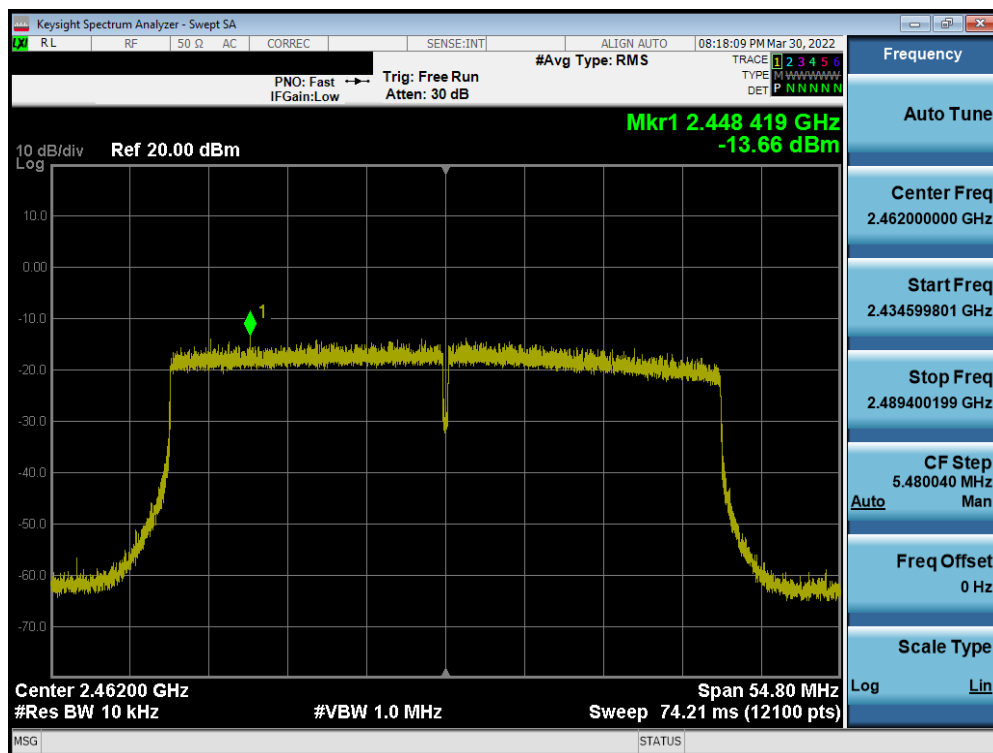 Keysight Spectrum Analyzer - Swept SA
LXI RL RF 50 Ω AC CORREC SENSE:INT ALIGN AUTO 08:18:09 PM Mar 30, 2022
#Avg Type: RMS
TRACE 1 2 3 4 5 6
PNO: Fast Trig: Free Run
TYPE M WWWWW
IFGain:Low Atten: 30 dB
DET P N N N N N
Mkr1 2.448 419 GHz
-13.66 dBm
10 dB/div Ref 20.00 dBm
Log
10.0
0.00
1
-10.0
-20.0
-30.0
-40.0
-50.0
-60.0
-70.0
Center 2.46200 GHz Span 54.80 MHz
#Res BW 10 kHz #VBW 1.0 MHz Sweep 74.21 ms (12100 pts)
MSG STATUS
Frequency
Auto Tune
Center Freq
2.462000000 GHz
Start Freq
2.434599801 GHz
Stop Freq
2.489400199 GHz
CF Step
5.480040 MHz
Auto Man
Freq Offset
0 Hz
Scale Type
Log Lin